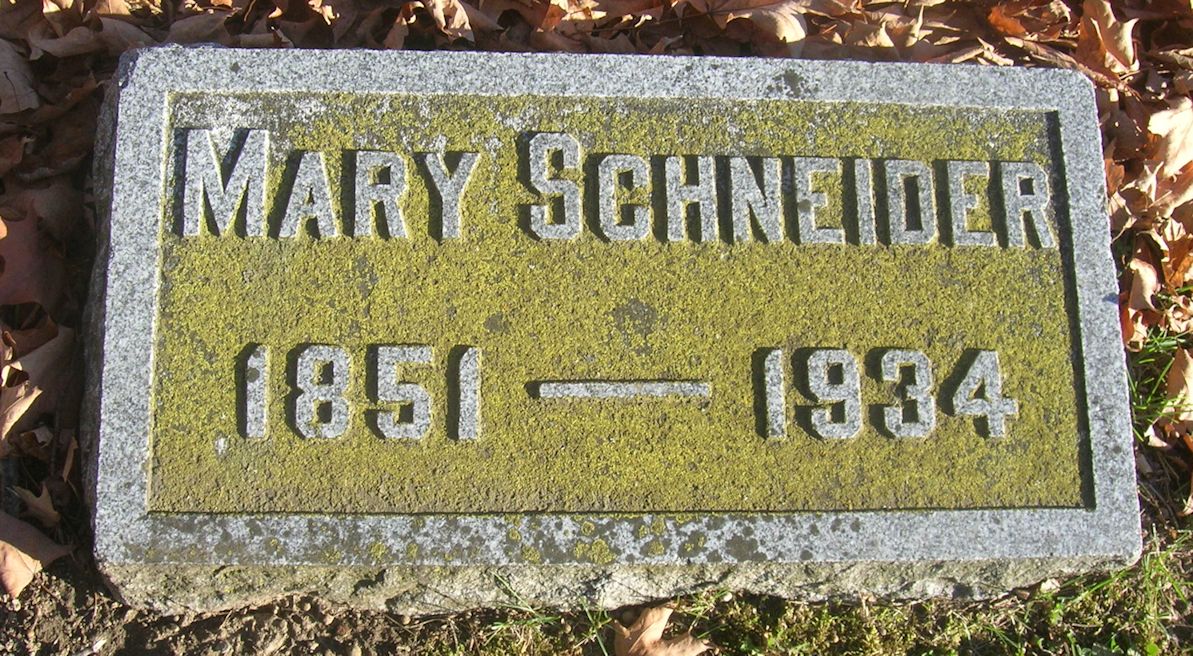 MARY SCHNEIDER
1851 — 1934